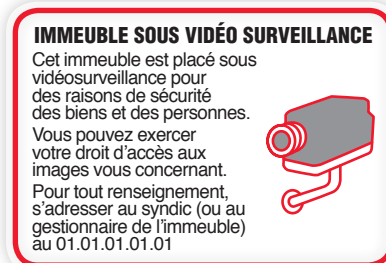 IMMEUBLE SOUS VIDÉO SURVEILLANCE
Cet immeuble est placé sous
vidéosurveillance pour
des raisons de sécurité
des biens et des personnes.
Vous pouvez exercer
votre droit d'accès aux
images vous concernant.
Pour tout renseignement,
s'adresser au syndic (ou au
gestionnaire de l'immeuble)
au 01.01.01.01.01